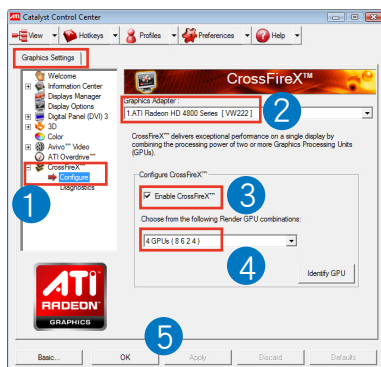 Catalyst Control Center
View Hotkeys Profiles Preferences Help
Graphics Settings
Welcome
Information Center
Displays Manager
Display Options
Digital Panel (DVI) 3
3D
Color
Avivo™ Video
ATI Overdrive™
CrossFireX™
Configure
Diagnostics
1
CrossFireX™
Graphics Adapter :
1.ATI Radeon HD 4800 Series [ VW222 ]
2
CrossFireX™ delivers exceptional perfomance on a single display by
combining the processing power of two or more Graphics Processing Units
(GPUs).
Configure CrossFireX™
Enable CrossFireX™
3
Choose from the following Render GPU combinations:
4 GPUs ( 8 6 2 4 )
4
Identify GPU
ATI
RADEON
GRAPHICS
5
Basic... OK Apply Discard Defaults